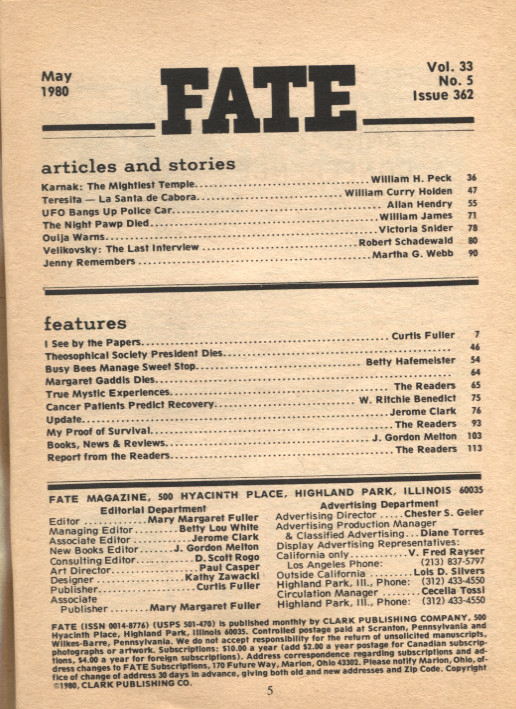 May
1980
FATE
Vol. 33
No. 5
Issue 362
articles and stories
Karnak: The Mightiest Temple William H. Peck 36
Teresita — La Santa de Cabora William Curry Holden 47
UFO Bangs Up Police Car Allan Hendry 55
The Night Pawp Died William James 71
Ouija Warns Victoria Snider 78
Velikovsky: The Last Interview Robert Schadewald 80
Jenny Remembers Martha G. Webb 90
features
I See by the Papers Curtis Fuller 7
Theosophical Society President Dies 46
Busy Bees Manage Sweet Stop Betty Hafemeister 54
Margaret Gaddis Dies 64
True Mystic Experiences The Readers 65
Cancer Patients Predict Recovery W. Ritchie Benedict 75
Update Jerome Clark 76
My Proof of Survival The Readers 93
Books, News & Reviews J. Gordon Melton 103
Report from the Readers The Readers 113
FATE MAGAZINE, 500 HYACINTH PLACE, HIGHLAND PARK, ILLINOIS 60035
Editorial Department
Editor Mary Margaret Fuller
Managing Editor Betty Lou White
Associate Editor Jerome Clark
New Books Editor J. Gordon Melton
Consulting Editor D. Scott Rogo
Art Director Paul Casper
Designer Kathy Zawacki
Publisher Curtis Fuller
Associate
Publisher Mary Margaret Fuller
Advertising Department
Advertising Director Chester S. Geier
Advertising Production Manager
& Classified Advertising Diane Torres
Display Advertising Representatives:
California only V. Fred Rayser
Los Angeles Phone: (213) 837-5797
Outside California Lois D. Silvers
Highland Park, Ill., Phone: (312) 433-4550
Circulation Manager Cecelia Tossi
Highland Park, Ill., Phone: (312) 433-4550
FATE (ISSN 0014-8776) (USPS 501-470) is published monthly by CLARK PUBLISHING COMPANY, 500
Hyacinth Place, Highland Park, Illinois 60035. Controlled postage paid at Scranton, Pennsylvania and
Wilkes-Barre, Pennsylvania. We do not accept responsibility for the return of unsolicited manuscripts,
photographs or artwork. Subscriptions: $10.00 a year (add $2.00 a year postage for Canadian subscrip-
tions, $4.00 a year for foreign subscriptions). Address correspondence regarding subscriptions and ad-
dress changes to FATE Subscriptions, 170 Future Way, Marion, Ohio 43302. Please notify Marion, Ohio, of-
fice of change of address 30 days in advance, giving both old and new addresses and Zip Code. Copyright
©1980, CLARK PUBLISHING CO.
5